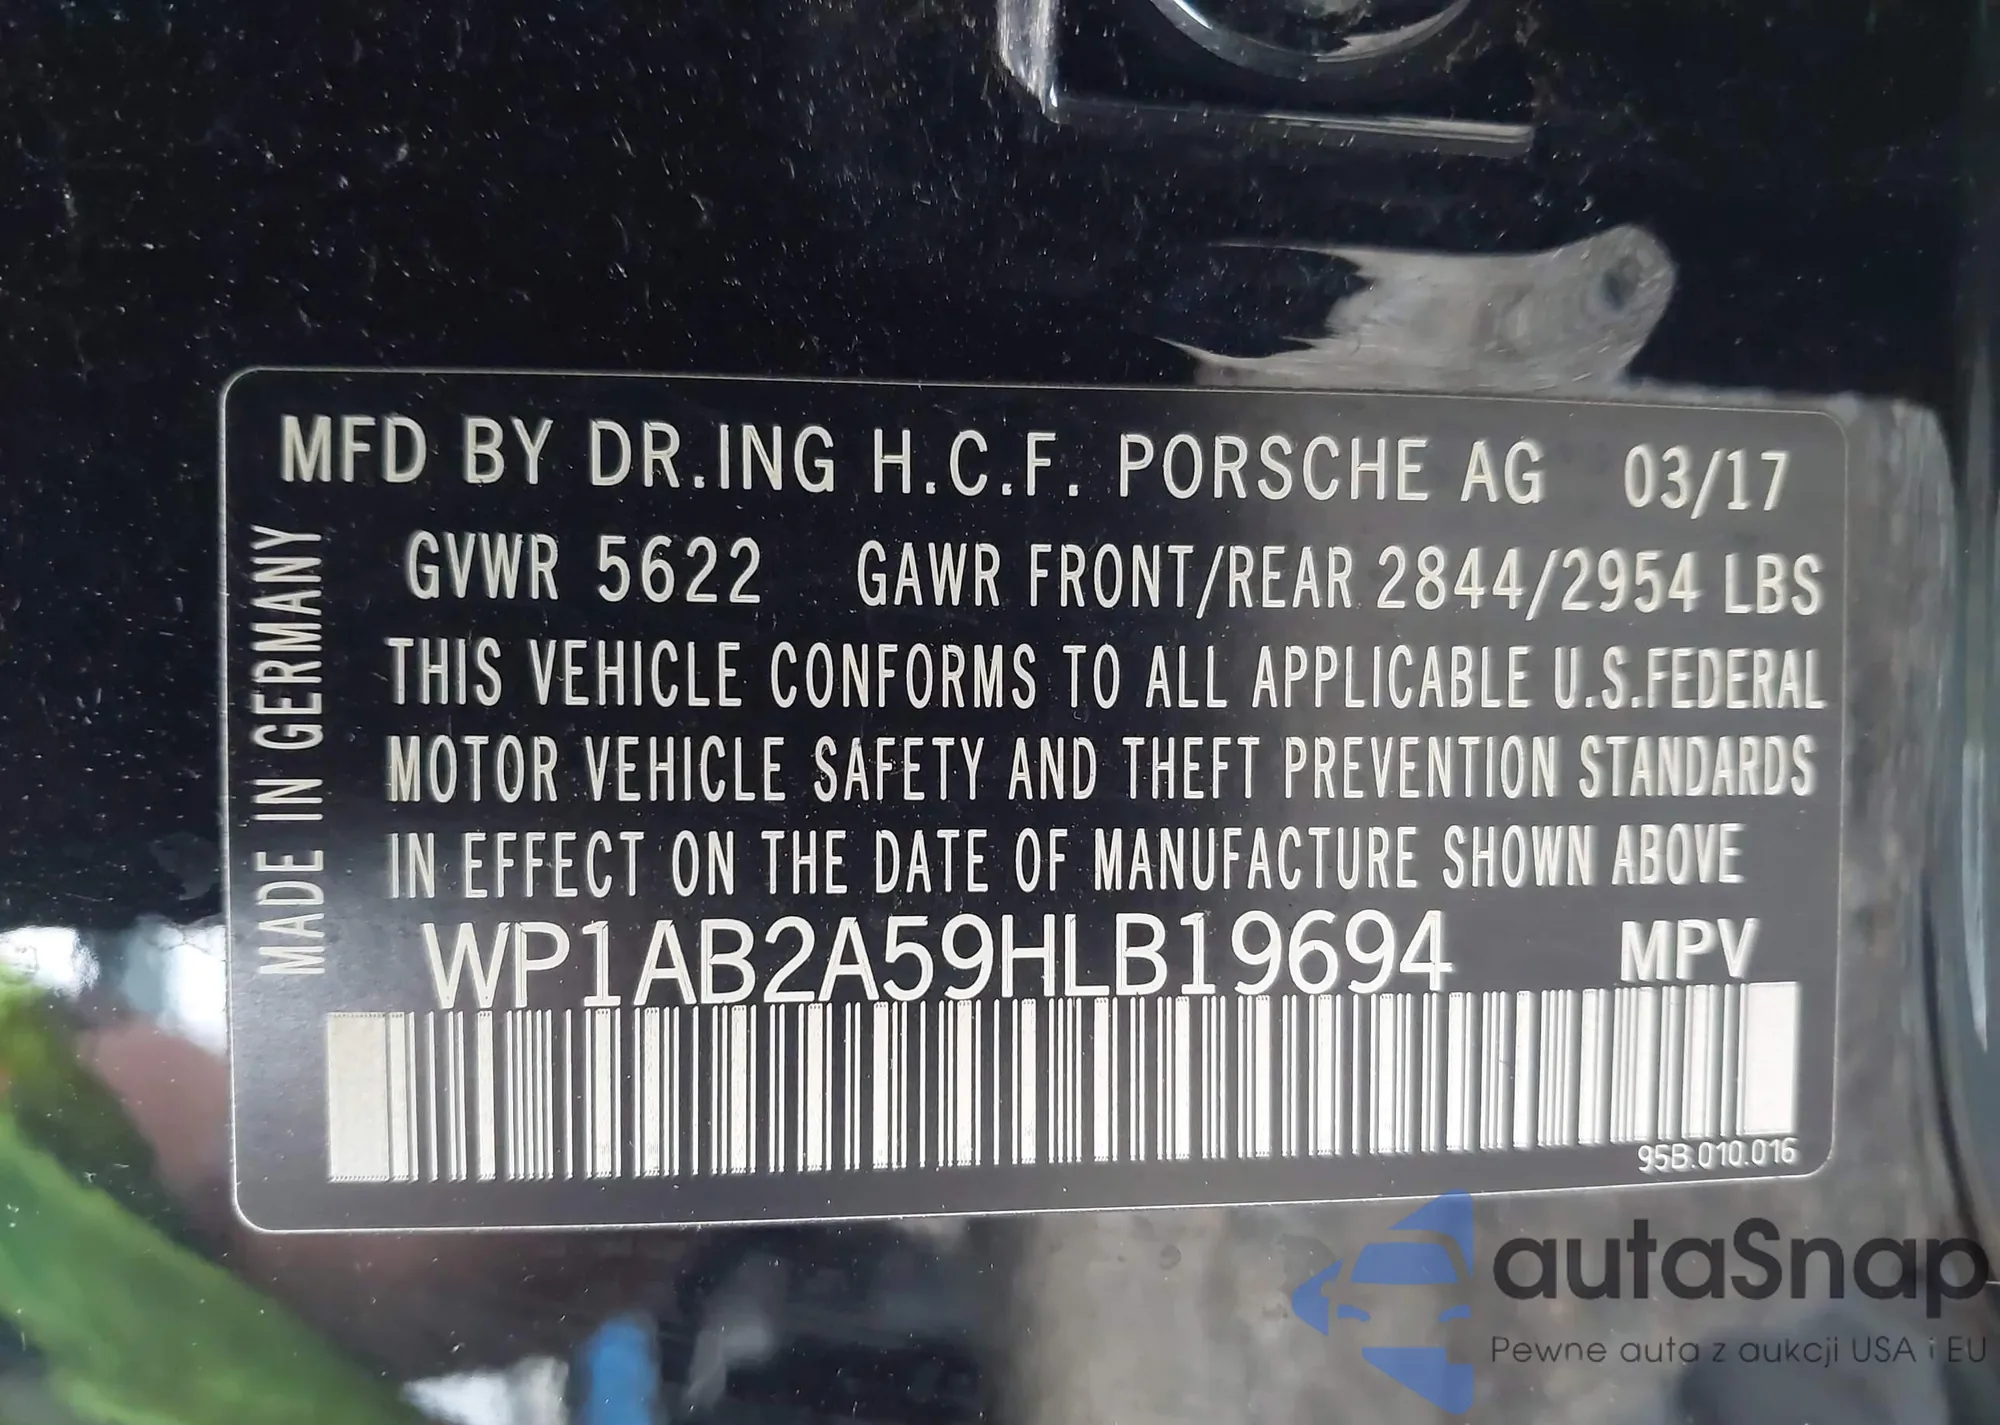 MFD BY DR.ING H.C.F. PORSCHE AG 03/17
GVWR 5622 GAWR FRONT/REAR 2844/2954 LBS
THIS VEHICLE CONFORMS TO ALL APPLICABLE U.S.FEDERAL
MOTOR VEHICLE SAFETY AND THEFT PREVENTION STANDARDS
IN EFFECT ON THE DATE OF MANUFACTURE SHOWN ABOVE
WP1AB2A59HLB19694 MPV
95B.010.016
MADE IN GERMANY
autaSnap
Pewne auta z aukcji USA i EU